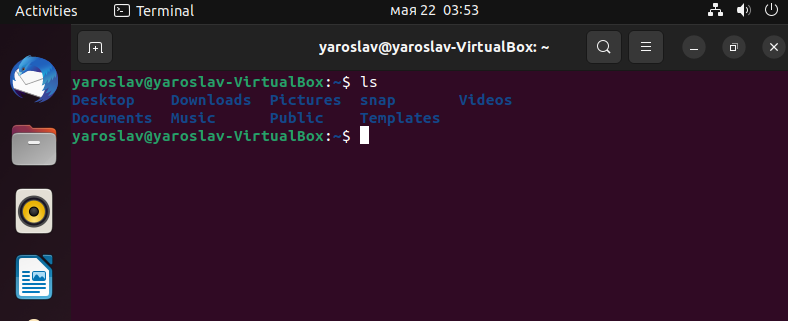 Activities Terminal мая 22 03:53
yaroslav@yaroslav-VirtualBox: ~
yaroslav@yaroslav-VirtualBox:~$ ls
Desktop Downloads Pictures snap Videos
Documents Music Public Templates
yaroslav@yaroslav-VirtualBox:~$